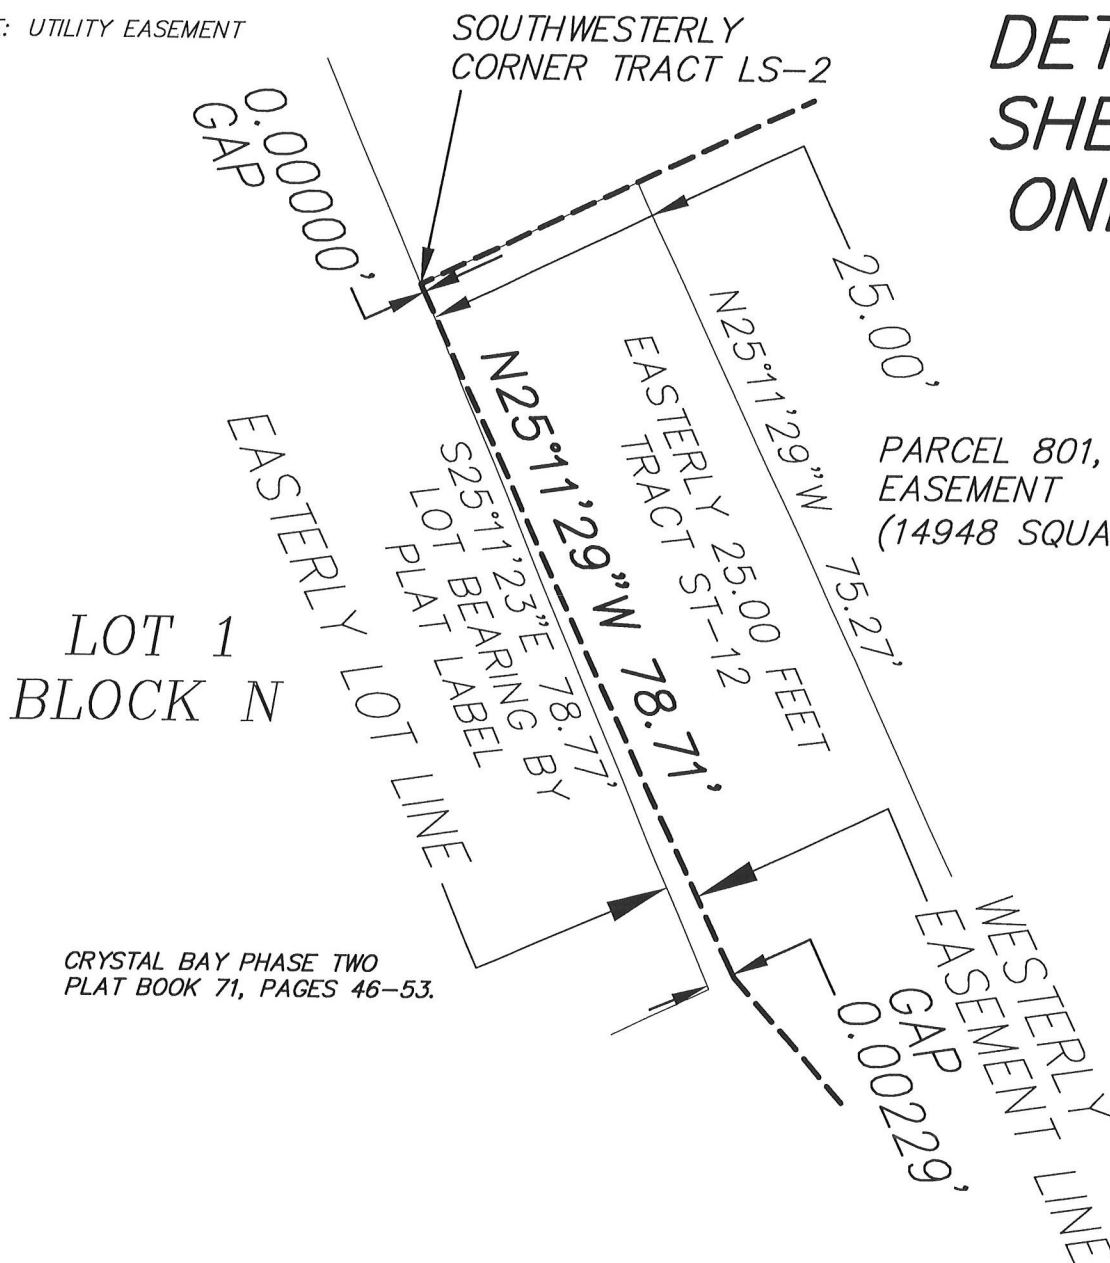 : UTILITY EASEMENT
SOUTHWESTERLY
CORNER TRACT LS-2
0.00000'
GAP
25.00'
N25°11'29"W 75.27'
EASTERLY 25.00 FEET
TRACT ST-12
N25°11'29"W 78.71'
S25°11'23"E 78.77'
LOT BEARING BY
PLAT LABEL
EASTERLY LOT LINE
PARCEL 801,
EASEMENT
(14948 SQUA
LOT 1
BLOCK N
CRYSTAL BAY PHASE TWO
PLAT BOOK 71, PAGES 46-53.
GAP
0.00229'
WESTERLY
EASEMENT LINE